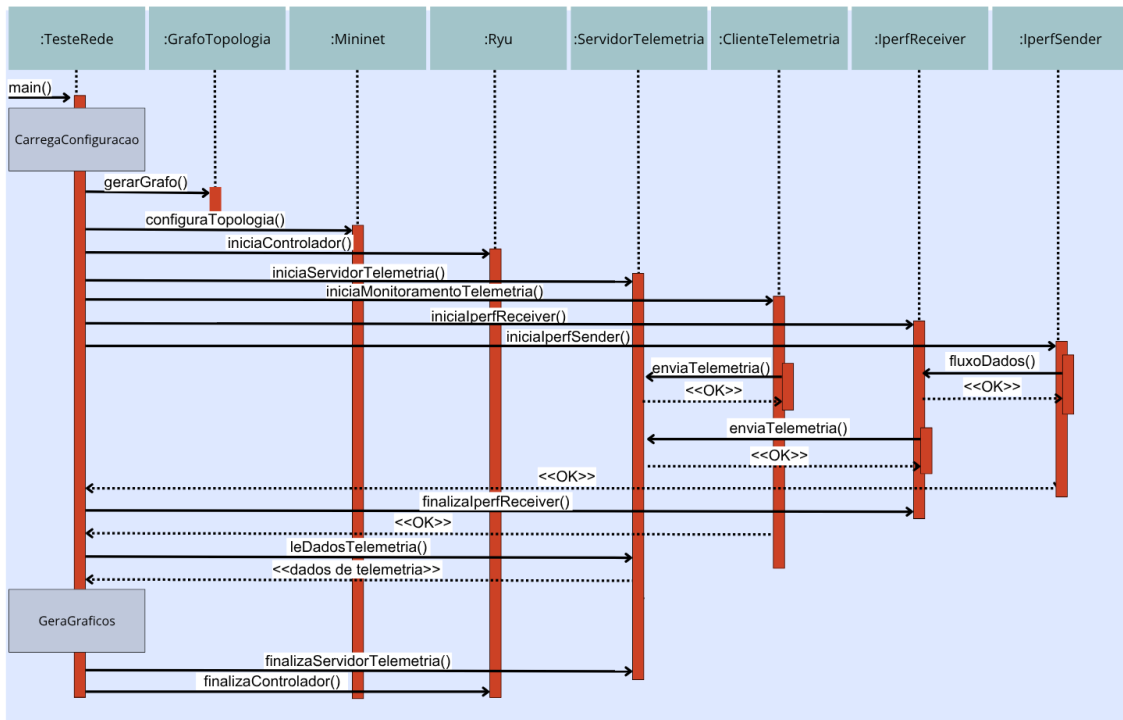 :TesteRede
:GrafoTopologia
:Mininet
:Ryu
:ServidorTelemetria
:ClienteTelemetria
:IperfReceiver
:IperfSender
main()
CarregaConfiguracao
gerarGrafo()
configuraTopologia()
iniciaControlador()
iniciaServidorTelemetria()
iniciaMonitoramentoTelemetria()
iniciaIperfReceiver()
iniciaIperfSender()
fluxoDados()
enviaTelemetria()
<<OK>>
<<OK>>
enviaTelemetria()
<<OK>>
<<OK>>
finalizaIperfReceiver()
<<OK>>
leDadosTelemetria()
<<dados de telemetria>>
GeraGraficos
finalizaServidorTelemetria()
finalizaControlador()